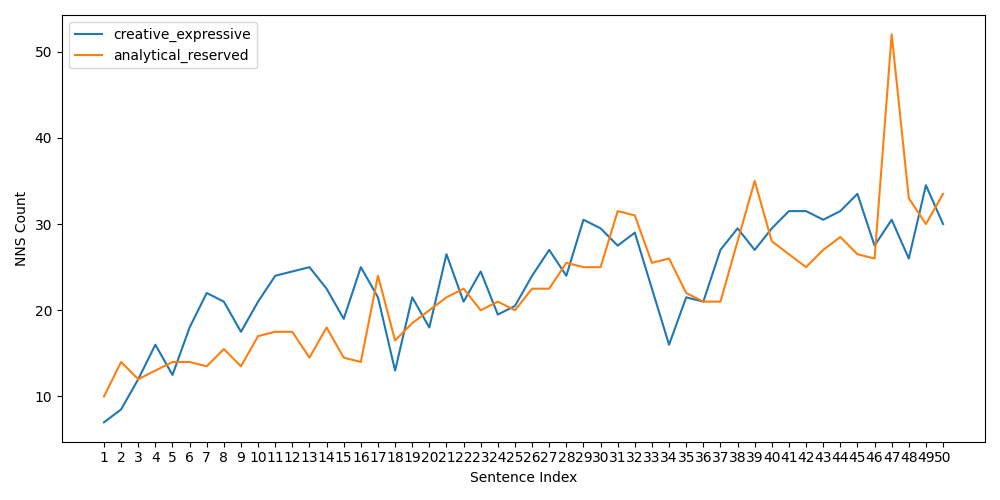 creative_expressive
analytical_reserved
50
40
30
20
10
NNS Count
1 2 3 4 5 6 7 8 9 10 11 12 13 14 15 16 17 18 19 20 21 22 23 24 25 26 27 28 29 30 31 32 33 34 35 36 37 38 39 40 41 42 43 44 45 46 47 48 49 50
Sentence Index